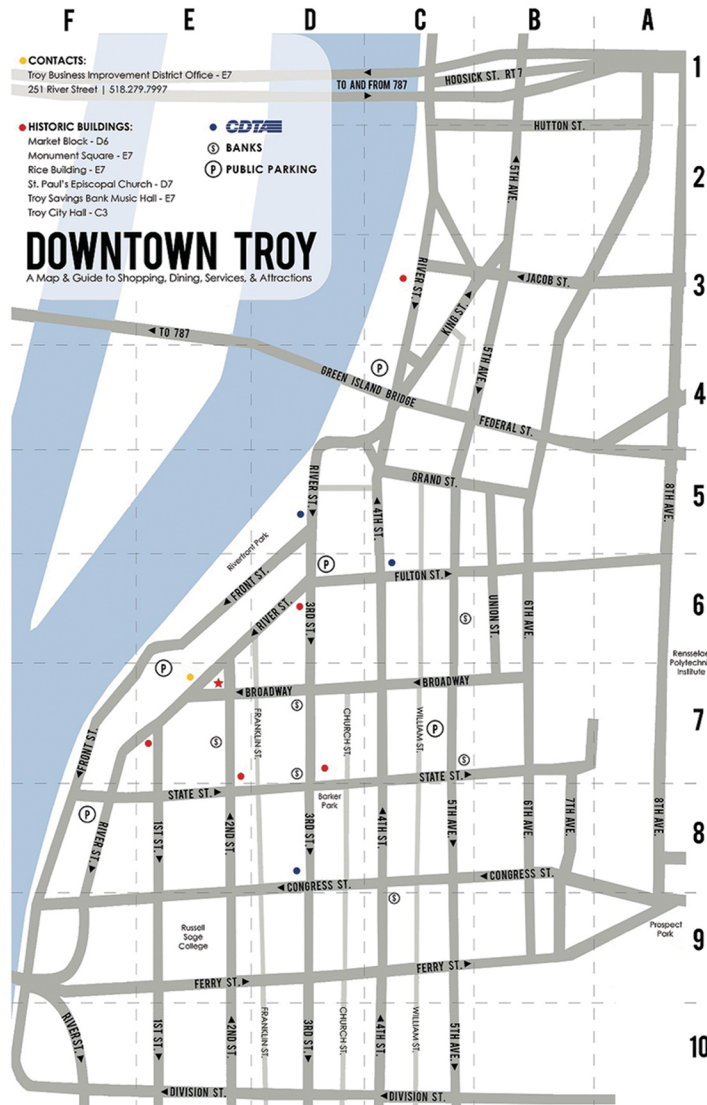 F E D C B A
CONTACTS:
Troy Business Improvement District Office - E7
251 River Street | 518.279.7997
HISTORIC BUILDINGS:
Market Block - D6
Monument Square - E7
Rice Building - E7
St. Paul's Episcopal Church - D7
Troy Savings Bank Music Hall - E7
Troy City Hall - C3
CDTA
S BANKS
P PUBLIC PARKING
DOWNTOWN TROY
A Map & Guide to Shopping, Dining, Services, & Attractions
1
TO AND FROM 787
HOOSICK ST. RT 7
HUTTON ST.
2
5TH AVE.
RIVER ST.
JACOB ST.
3
KING ST.
TO 787
5TH AVE.
P
GREEN ISLAND BRIDGE
4
FEDERAL ST.
RIVER ST.
GRAND ST.
4TH ST.
8TH AVE.
5
Riverfront Park
P
FRONT ST.
FULTON ST.
RIVER ST.
3RD ST.
S
UNION ST.
6TH AVE.
6
P
Rensselaer
Polytechnic
Institute
BROADWAY
BROADWAY
S
FRANKLIN ST.
CHURCH ST.
WILLIAM ST.
P
7
FRONT ST.
S
S
S
STATE ST.
STATE ST.
Barker
Park
P
RIVER ST.
1ST ST.
2ND ST.
3RD ST.
4TH ST.
5TH AVE.
6TH AVE.
7TH AVE.
8TH AVE.
8
CONGRESS ST.
CONGRESS ST.
S
Russell
Sage
College
Prospect
Park
9
FERRY ST.
FERRY ST.
RIVER ST.
1ST ST.
2ND ST.
FRANKLIN ST.
3RD ST.
CHURCH ST.
4TH ST.
WILLIAM ST.
5TH AVE.
10
DIVISION ST.
DIVISION ST.